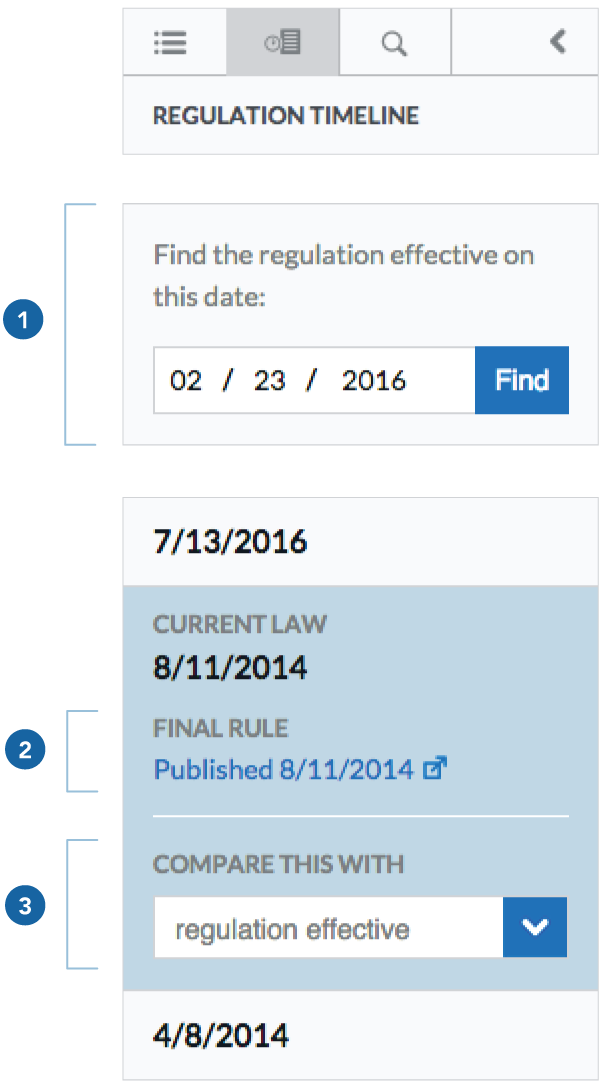 REGULATION TIMELINE
1
Find the regulation effective on
this date:
02 / 23 / 2016 Find
7/13/2016
CURRENT LAW
8/11/2014
2
FINAL RULE
Published 8/11/2014
3
COMPARE THIS WITH
regulation effective
4/8/2014